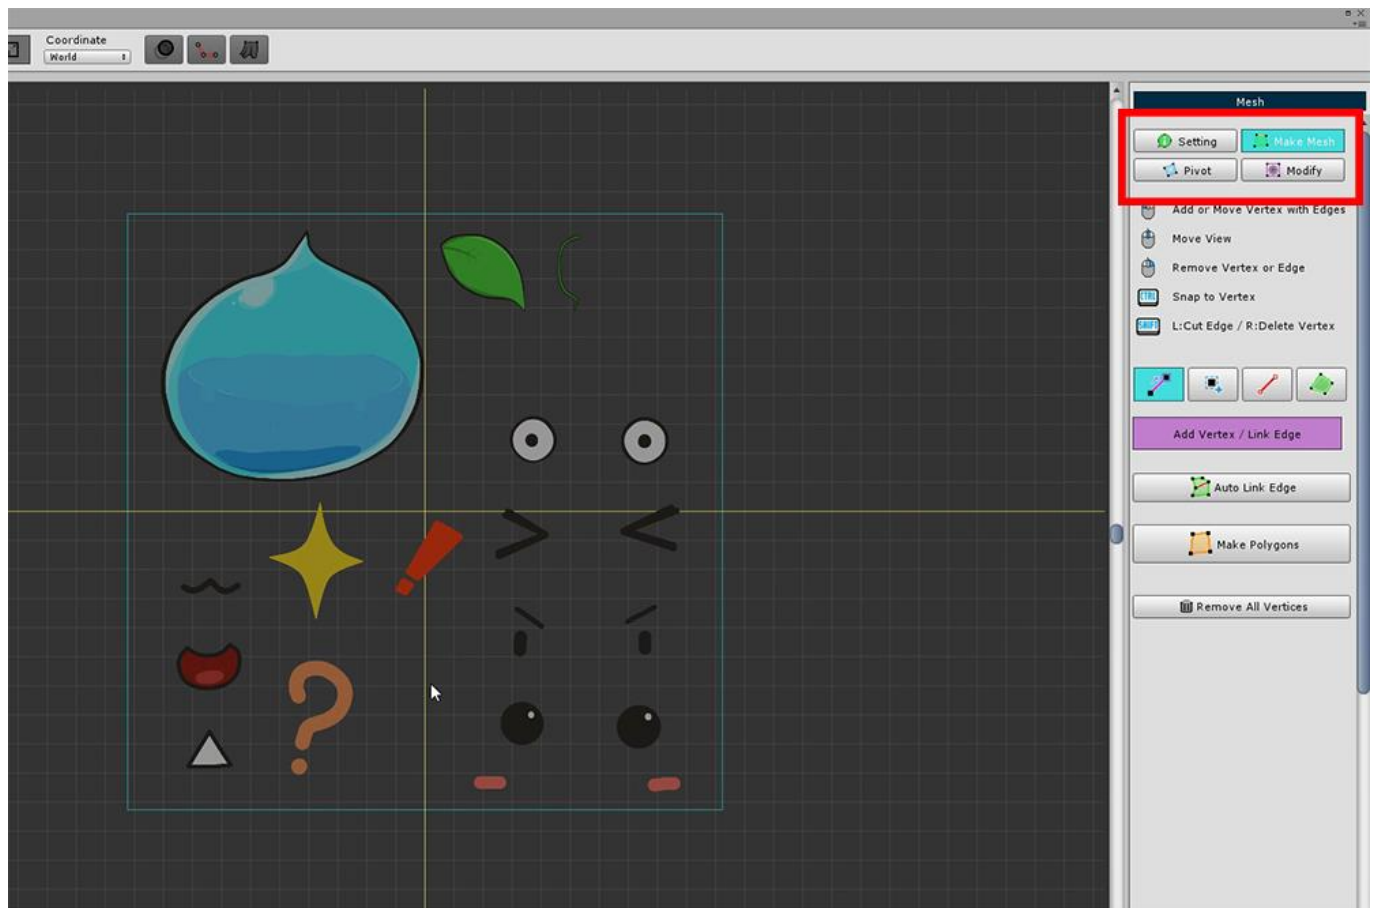 Coordinate
World
Mesh
Setting
Make Mesh
Pivot
Modify
Add or Move Vertex with Edges
Move View
Remove Vertex or Edge
CTRL
Snap to Vertex
SHIFT
L:Cut Edge / R:Delete Vertex
Add Vertex / Link Edge
Auto Link Edge
Make Polygons
Remove All Vertices
?